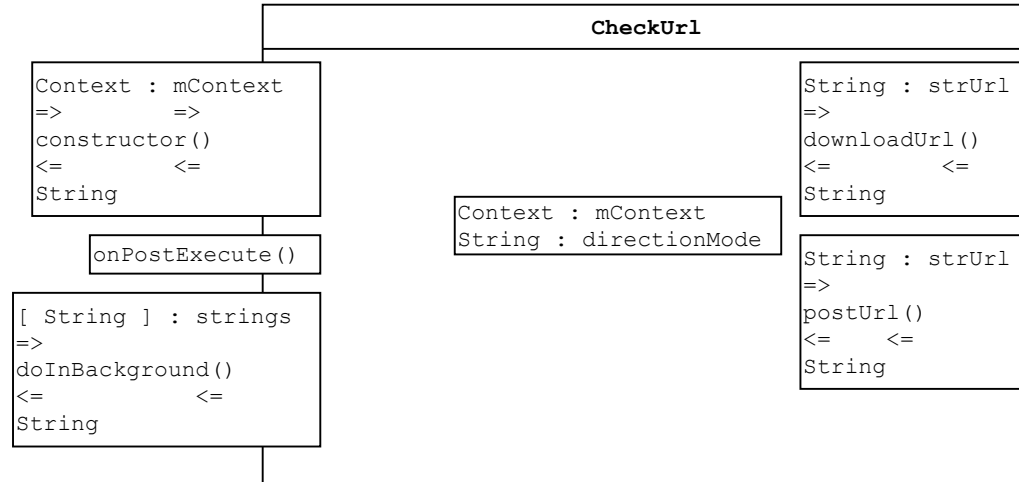 CheckUrl
Context : mContext
=>       =>
constructor()
<=       <=
String
onPostExecute()
[ String ] : strings
=>
doInBackground()
<=          <=
String
Context : mContext
String : directionMode
String : strUrl
=>
downloadUrl()
<=       <=
String
String : strUrl
=>
postUrl()
<=   <=
String